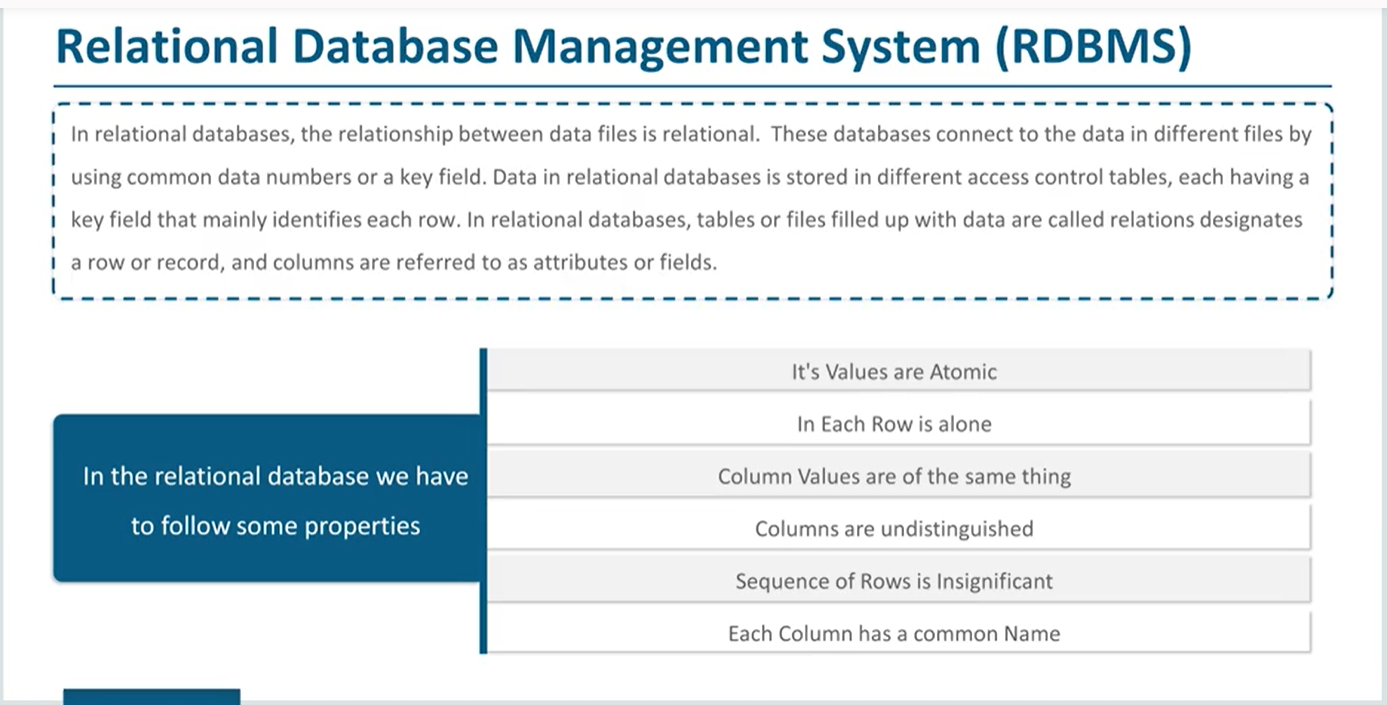 Relational Database Management System (RDBMS)
In relational databases, the relationship between data files is relational. These databases connect to the data in different files by
using common data numbers or a key field. Data in relational databases is stored in different access control tables, each having a
key field that mainly identifies each row. In relational databases, tables or files filled up with data are called relations designates
a row or record, and columns are referred to as attributes or fields.
In the relational database we have
to follow some properties
It's Values are Atomic
In Each Row is alone
Column Values are of the same thing
Columns are undistinguished
Sequence of Rows is Insignificant
Each Column has a common Name